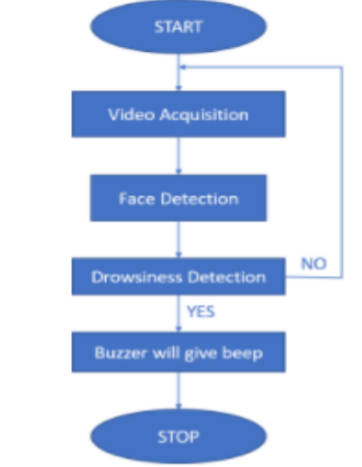 START
Video Acquisition
Face Detection
Drowsiness Detection
NO
YES
Buzzer will give beep
STOP